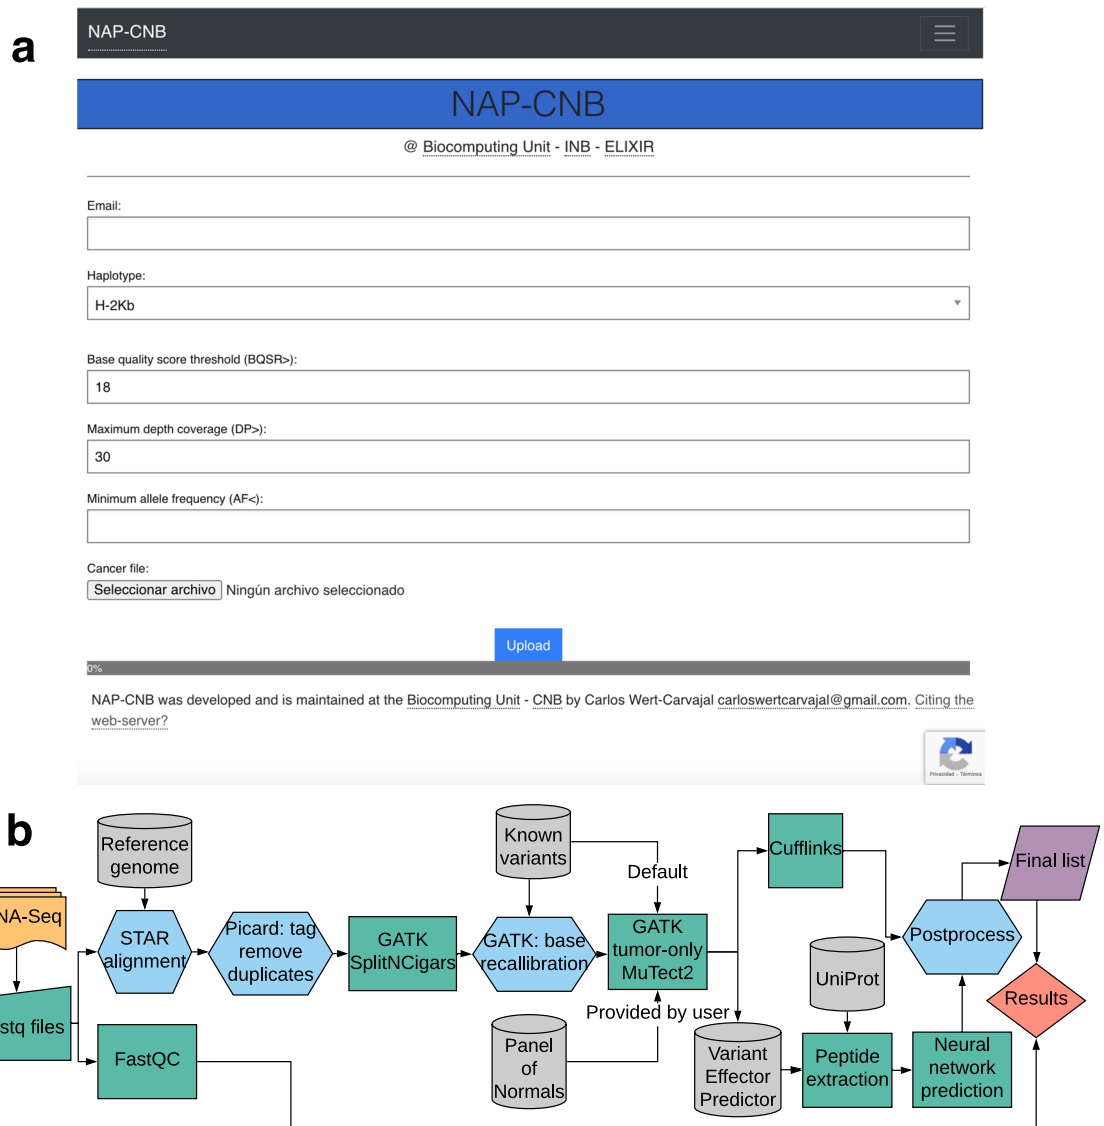 a
NAP-CNB
NAP-CNB
@ Biocomputing Unit - INB - ELIXIR
Email:
Haplotype:
H-2Kb
Base quality score threshold (BQSR>):
18
Maximum depth coverage (DP>):
30
Minimum allele frequency (AF<):
Cancer file:
Seleccionar archivo Ningún archivo seleccionado
Upload
0%
NAP-CNB was developed and is maintained at the Biocomputing Unit - CNB by Carlos Wert-Carvajal carloswertcarvajal@gmail.com. Citing the
web-server?
Privacidad - Términos
b
Reference
genome
Known
variants
Default
Cufflinks
Final list
NA-Seq
STAR
alignment
Picard: tag
remove
duplicates
GATK
SplitNCigars
GATK: base
recallibration
GATK
tumor-only
MuTect2
Postprocess
UniProt
Results
stq files
FastQC
Provided by user
Panel
of
Normals
Variant
Effector
Predictor
Peptide
extraction
Neural
network
prediction